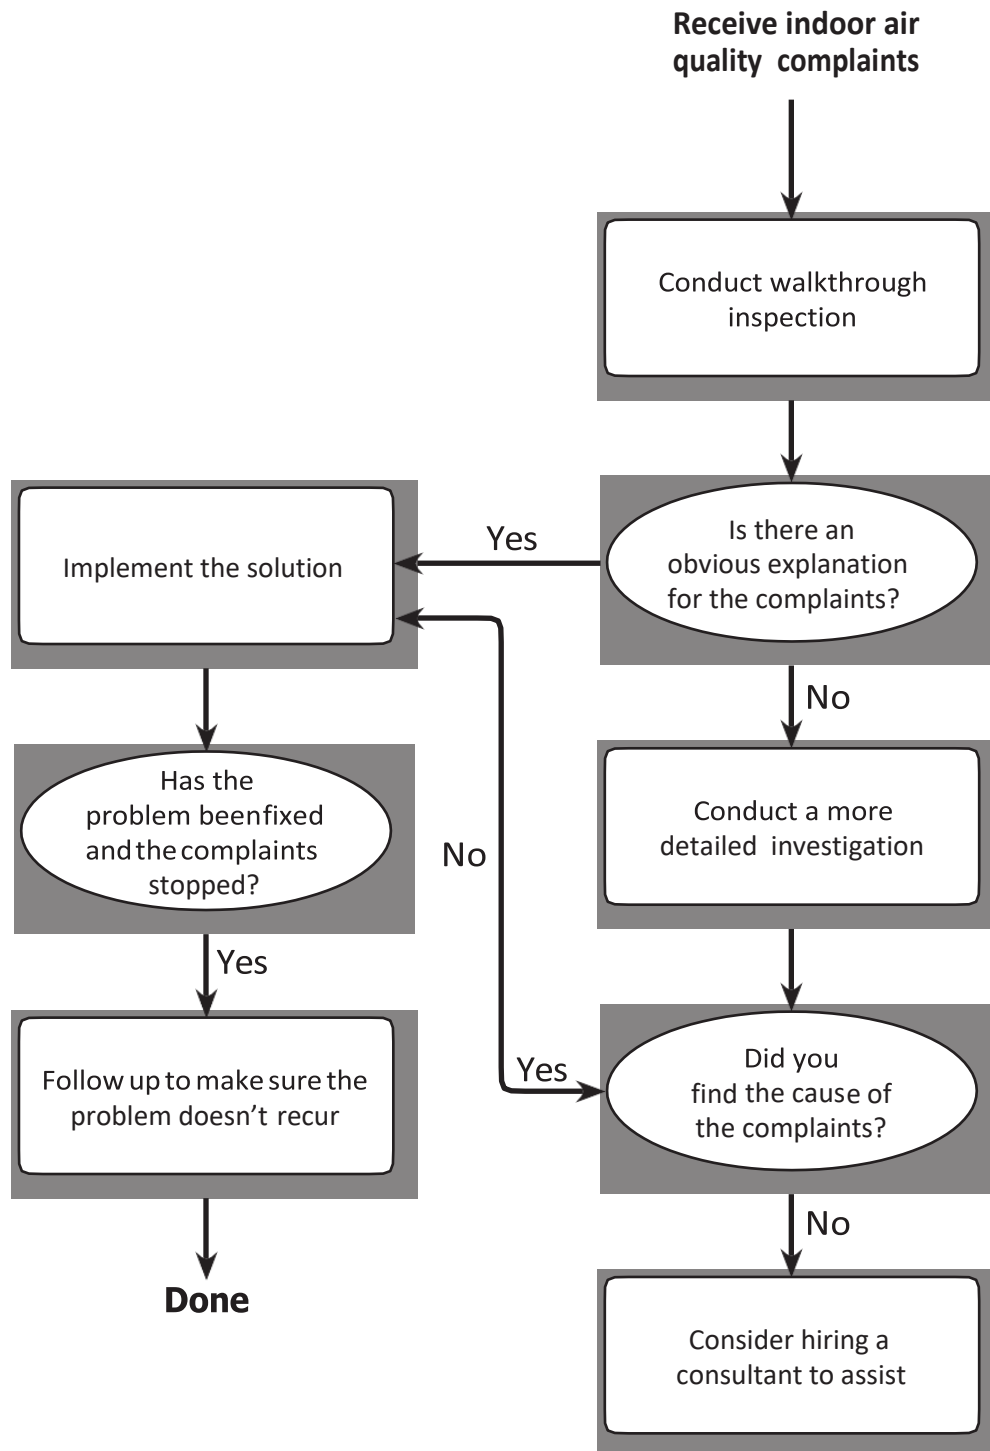 Receive indoor air
quality complaints
Conduct walkthrough
inspection
Is there an
obvious explanation
for the complaints?
Yes
Implement the solution
No
Has the
problem beenfixed
and the complaints
stopped?
Conduct a more
detailed investigation
No
Yes
Did you
find the cause of
the complaints?
Yes
Follow up to make sure the
problem doesn't recur
No
Done
Consider hiring a
consultant to assist